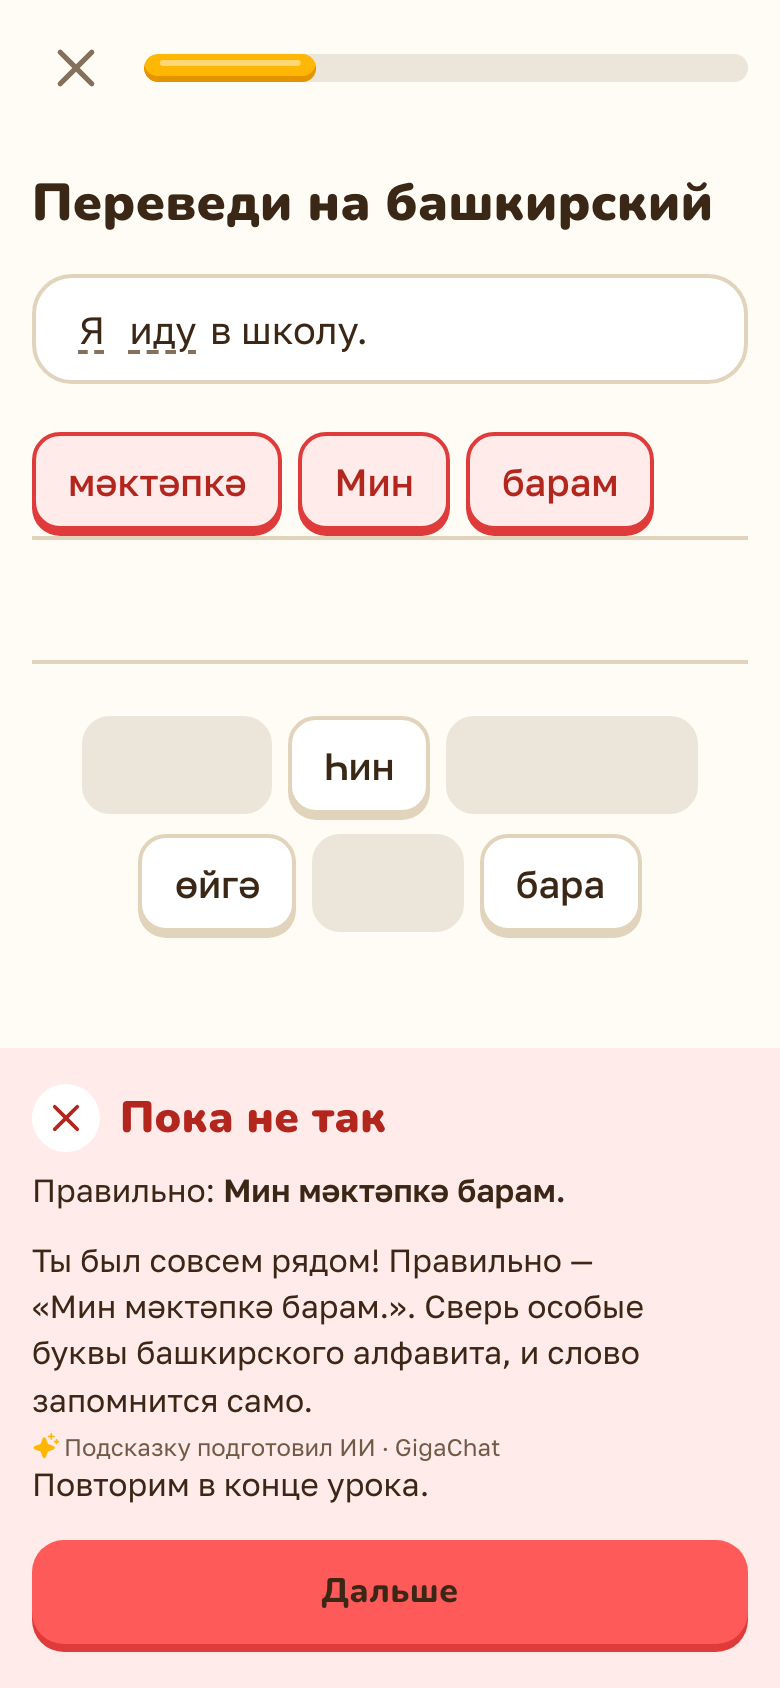 Переведи на башкирский
Я иду в школу.
мәктәпкә Мин барам
Һин
өйгә бара
Пока не так
Правильно: Мин мәктәпкә барам.
Ты был совсем рядом! Правильно —
«Мин мәктәпкә барам.». Сверь особые
буквы башкирского алфавита, и слово
запомнится само.
Подсказку подготовил ИИ · GigaChat
Повторим в конце урока.
Дальше